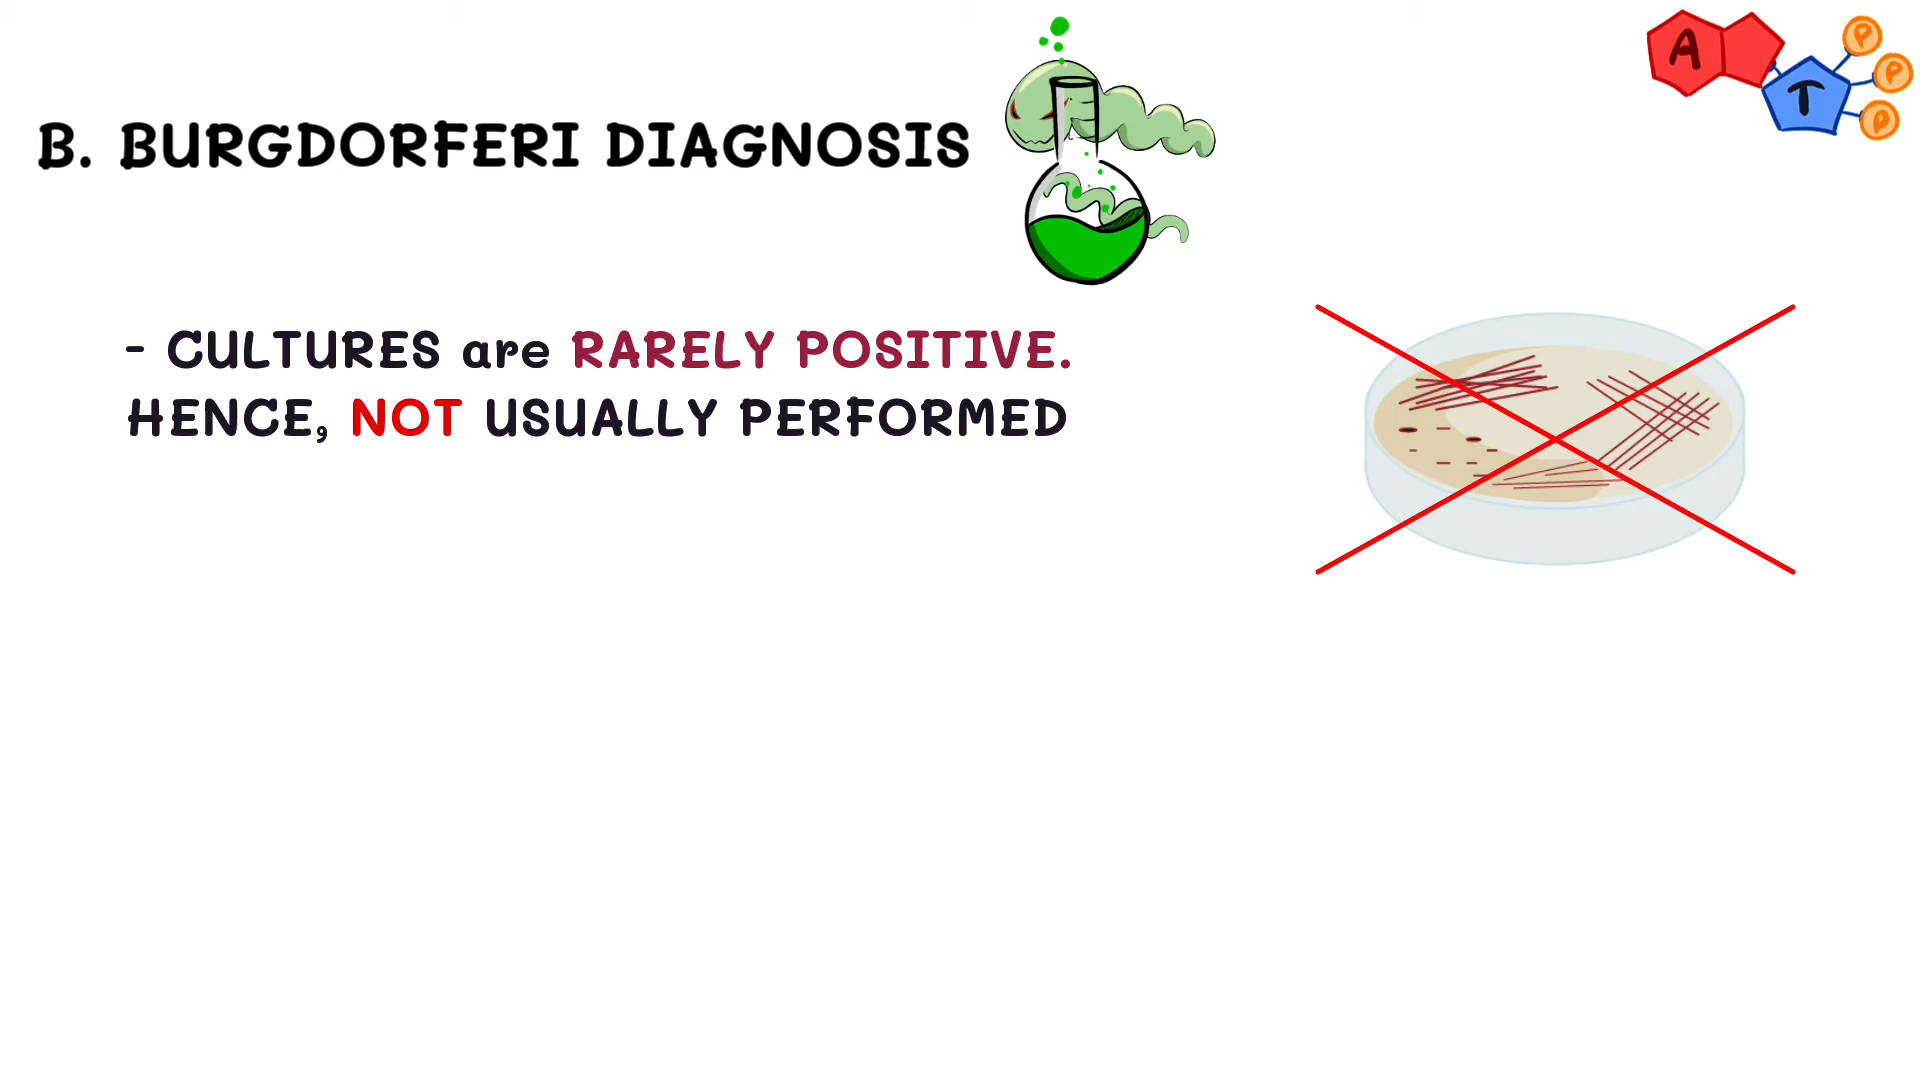 A
T
P
P
P
B. BURGDORFERI DIAGNOSIS
- CULTURES are RARELY POSITIVE.
HENCE, NOT USUALLY PERFORMED